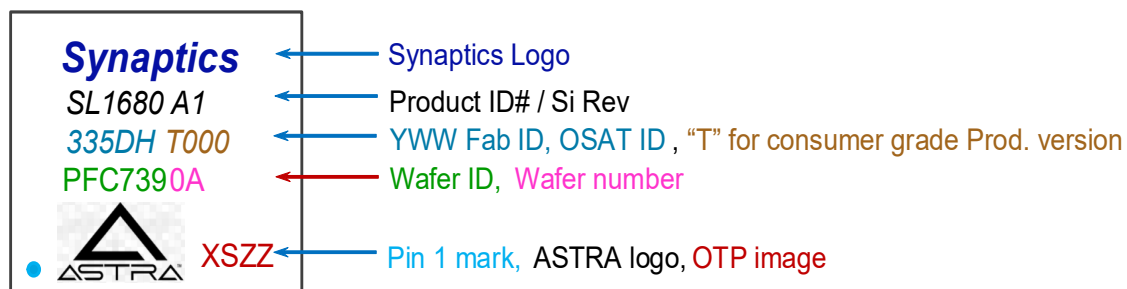 Synaptics Synaptics Logo
SL1680 A1 Product ID# / Si Rev
335DH T000 YWW Fab ID, OSAT ID , “T” for consumer grade Prod. version
PFC7390A Wafer ID, Wafer number
ASTRA™ XSZZ Pin 1 mark, ASTRA logo, OTP image